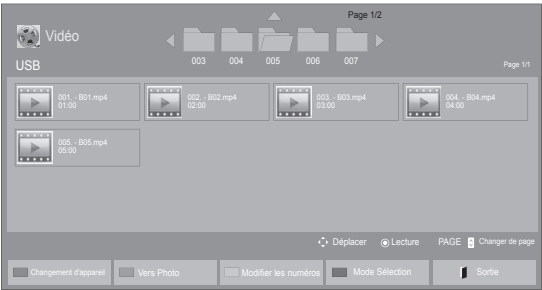 Page 1/2
Vidéo
003 004 005 006 007
USB
Page 1/1
001. - B01.mp4
01:00
002. - B02.mp4
02:00
003. - B03.mp4
03:00
004. - B04.mp4
04:00
005. - B05.mp4
05:00
Déplacer Lecture PAGE Changer de page
Changement d'appareil Vers Photo Modifier les numéros Mode Sélection Sortie